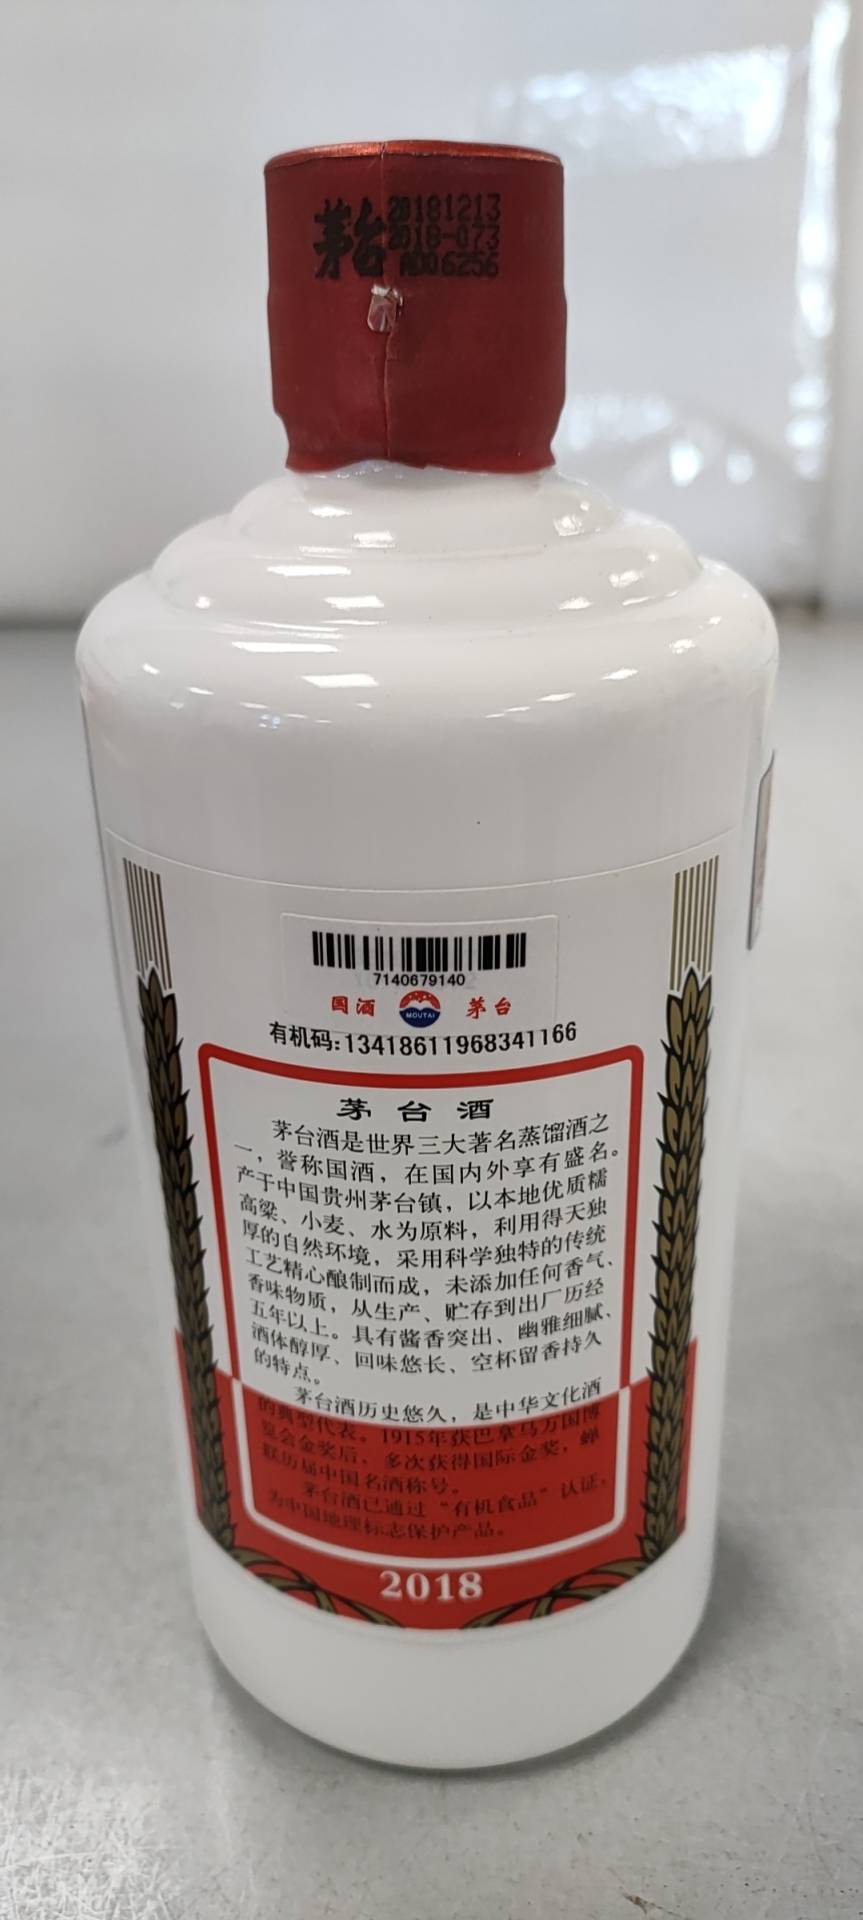 茅台
20181213
2018-073
AD06256
7140679140
国酒 MOUTAI 茅台
有机码:13418611968341166
茅台酒
茅台酒是世界三大著名蒸馏酒之
一，誉称国酒，在国内外享有盛名。
产于中国贵州茅台镇，以本地优质糯
高粱、小麦、水为原料，利用得天独
厚的自然环境，采用科学独特的传统
工艺精心酿制而成，未添加任何香气、
香味物质，从生产、贮存到出厂历经
五年以上。具有酱香突出、幽雅细腻、
酒体醇厚、回味悠长、空杯留香持久
的特点。
茅台酒历史悠久，是中华文化酒
的典型代表。1915年获巴拿马万国博
览会金奖后，多次获得国际金奖，蝉
联历届中国名酒称号。
茅台酒已通过“有机食品”认证，
为中国地理标志保护产品。
2018